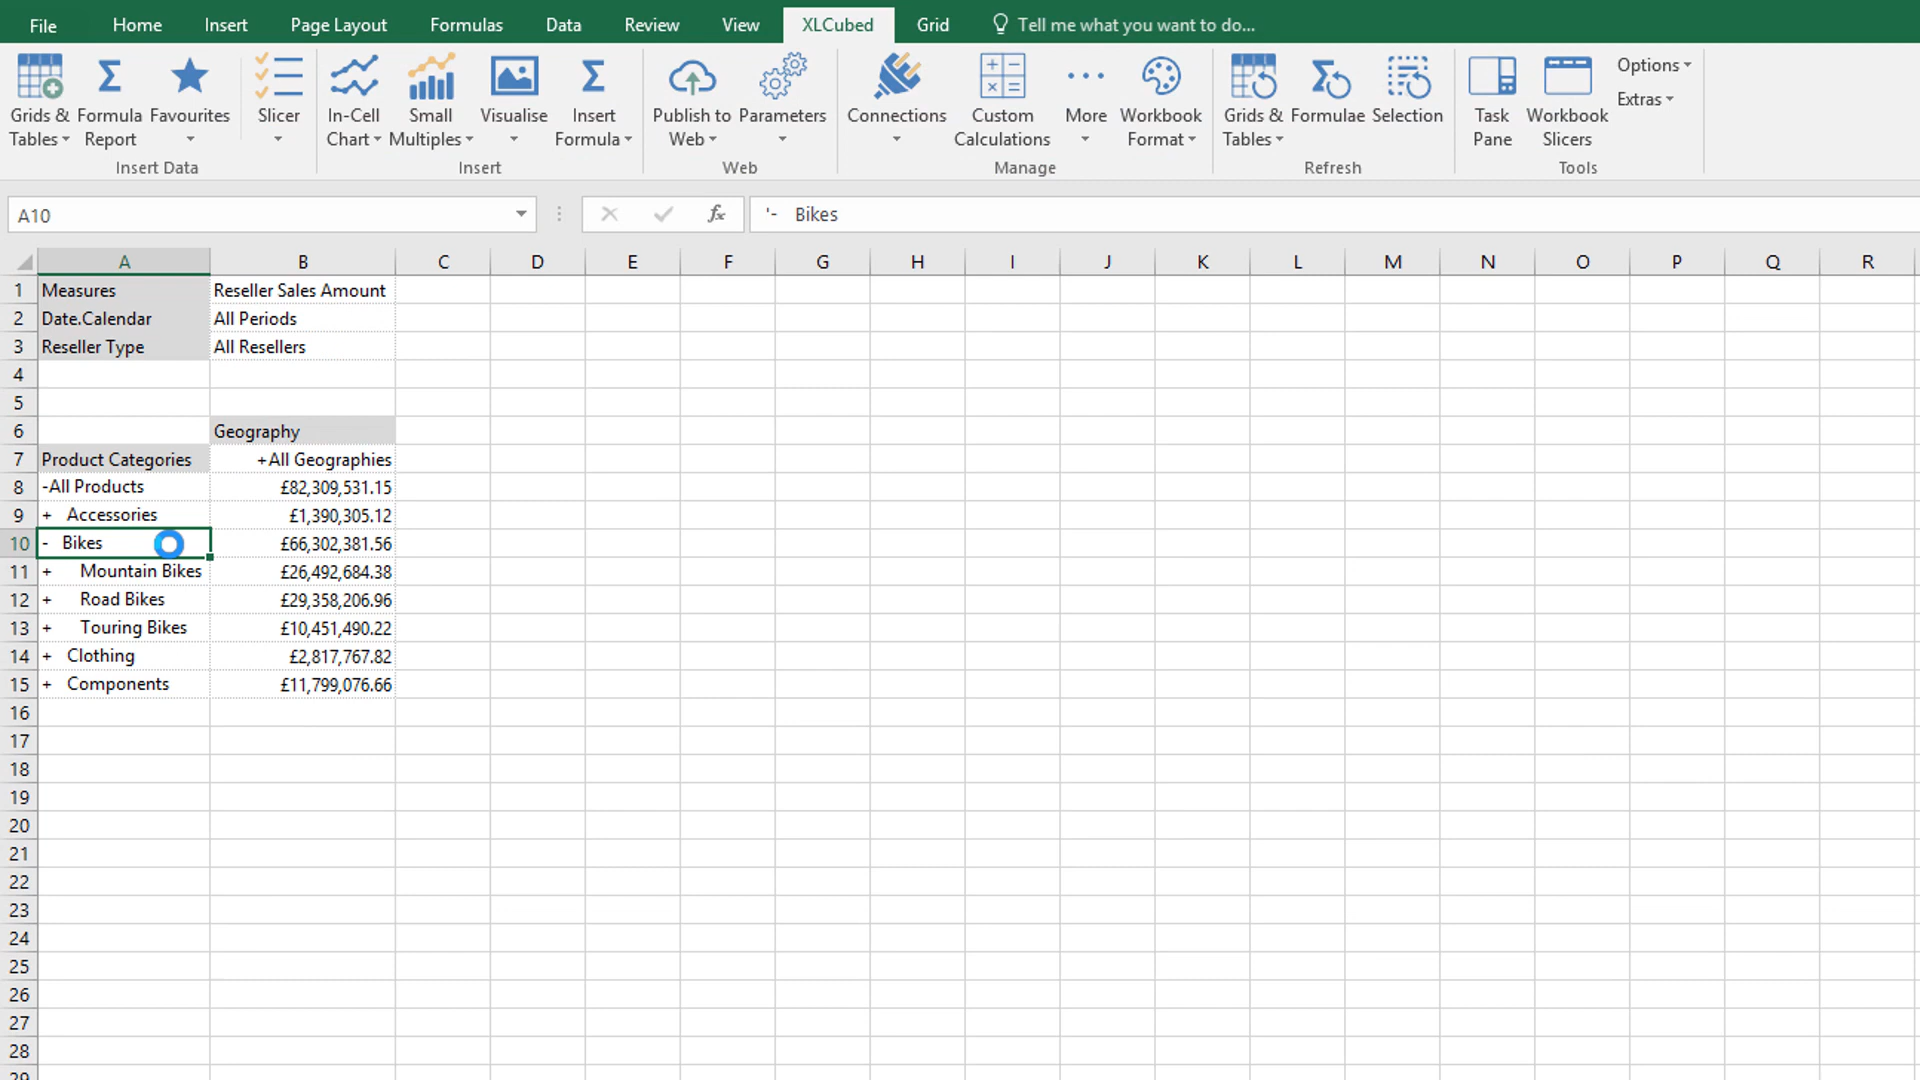 File Home Insert Page Layout Formulas Data Review View XLCubed Grid Tell me what you want to do...
Grids & Tables Formula Report Favourites Slicer In-Cell Chart Small Multiples Visualise Insert Formula Publish to Web Parameters Connections Custom Calculations More Workbook Format Grids & Tables Formulae Selection Task Pane Workbook Slicers Options Extras
Insert Data Insert Web Manage Refresh Tools
A10 fx '- Bikes
A B C D E F G H I J K L M N O P Q R
1 Measures Reseller Sales Amount
2 Date.Calendar All Periods
3 Reseller Type All Resellers
4
5
6 Geography
7 Product Categories +All Geographies
8 -All Products £82,309,531.15
9 + Accessories £1,390,305.12
10 - Bikes £66,302,381.56
11 + Mountain Bikes £26,492,684.38
12 + Road Bikes £29,358,206.96
13 + Touring Bikes £10,451,490.22
14 + Clothing £2,817,767.82
15 + Components £11,799,076.66
16
17
18
19
20
21
22
23
24
25
26
27
28
29